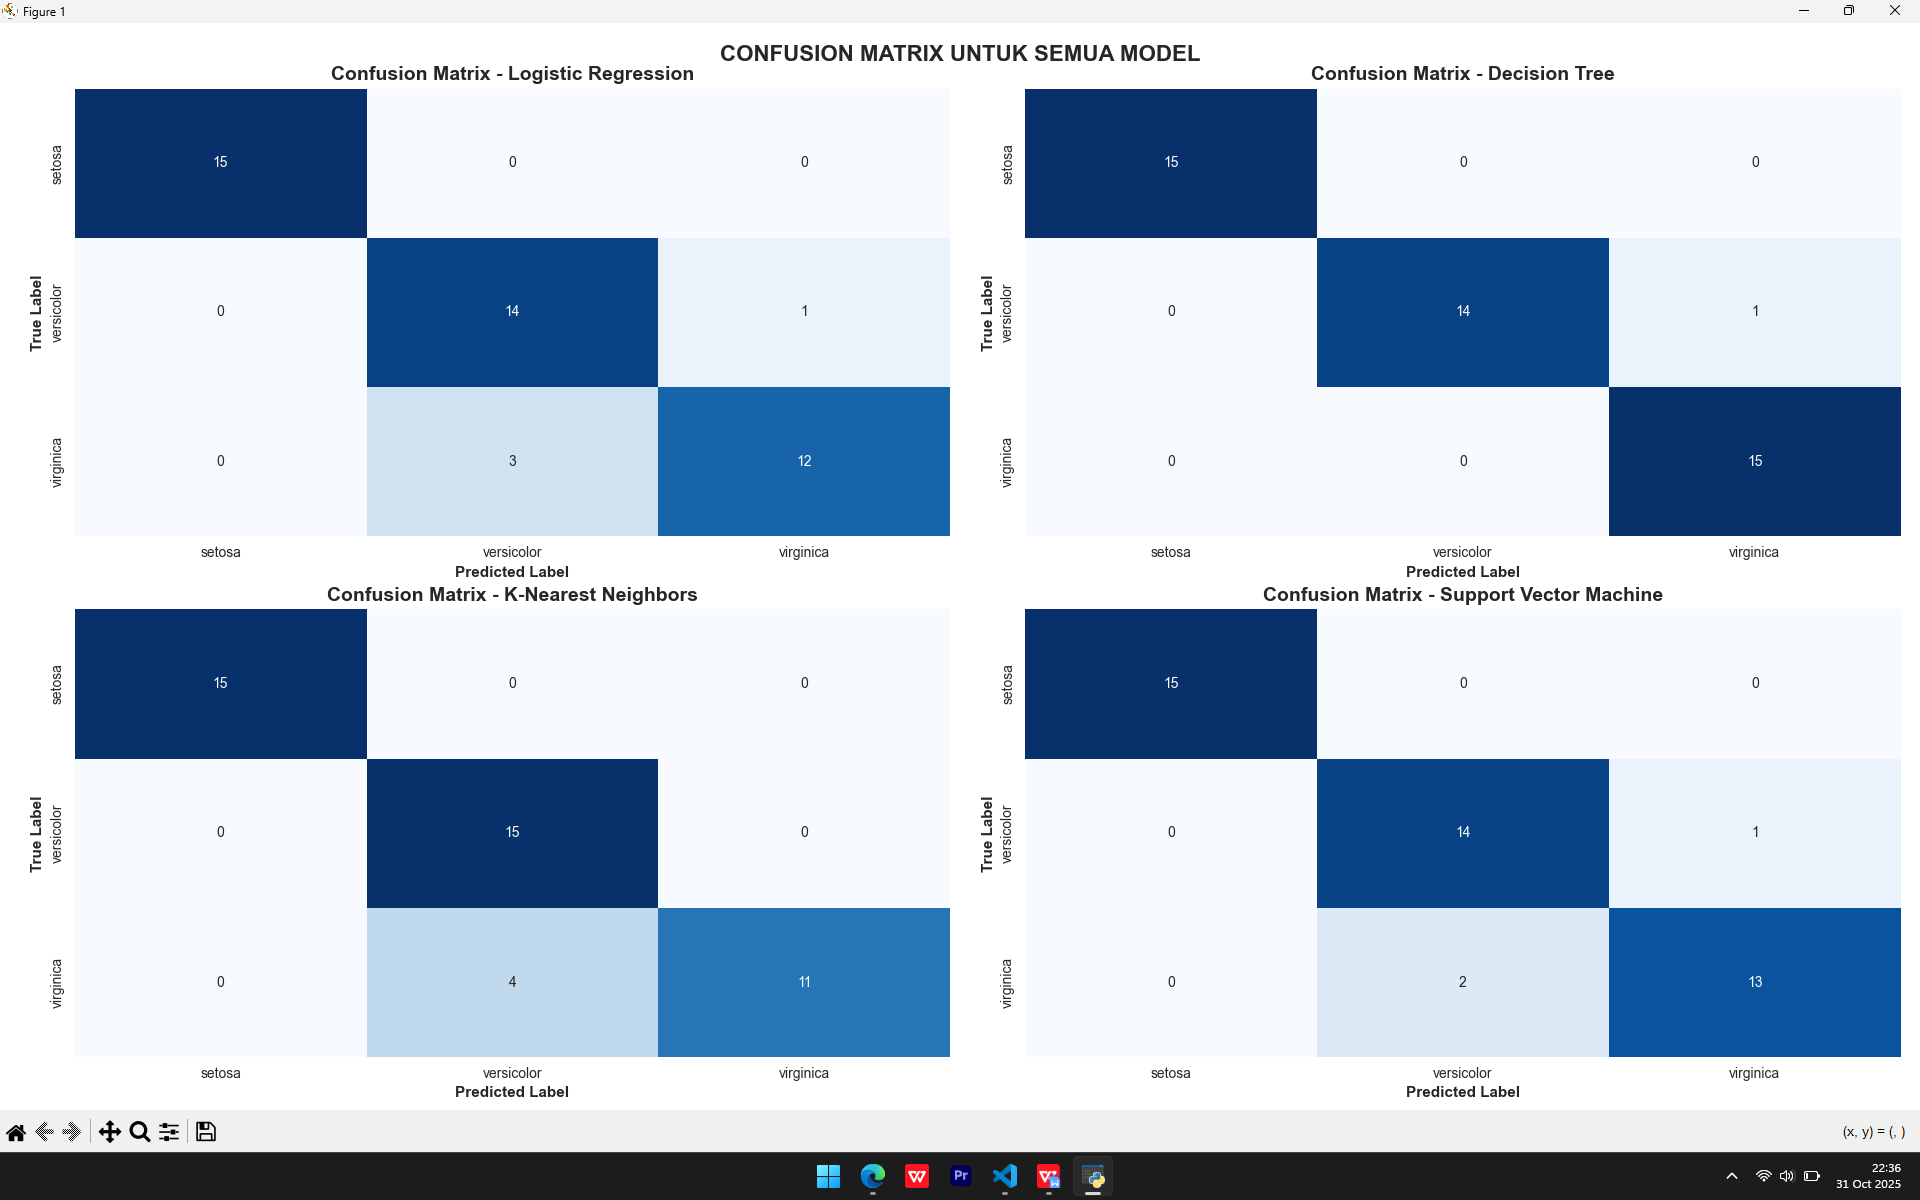 Figure 1
CONFUSION MATRIX UNTUK SEMUA MODEL
Confusion Matrix - Logistic Regression
True Label
setosa
15 0 0
versicolor
0 14 1
virginica
0 3 12
setosa versicolor virginica
Predicted Label
Confusion Matrix - Decision Tree
True Label
setosa
15 0 0
versicolor
0 14 1
virginica
0 0 15
setosa versicolor virginica
Predicted Label
Confusion Matrix - K-Nearest Neighbors
True Label
setosa
15 0 0
versicolor
0 15 0
virginica
0 4 11
setosa versicolor virginica
Predicted Label
Confusion Matrix - Support Vector Machine
True Label
setosa
15 0 0
versicolor
0 14 1
virginica
0 2 13
setosa versicolor virginica
Predicted Label
(x, y) = (, )
Pr
22:36
31 Oct 2025